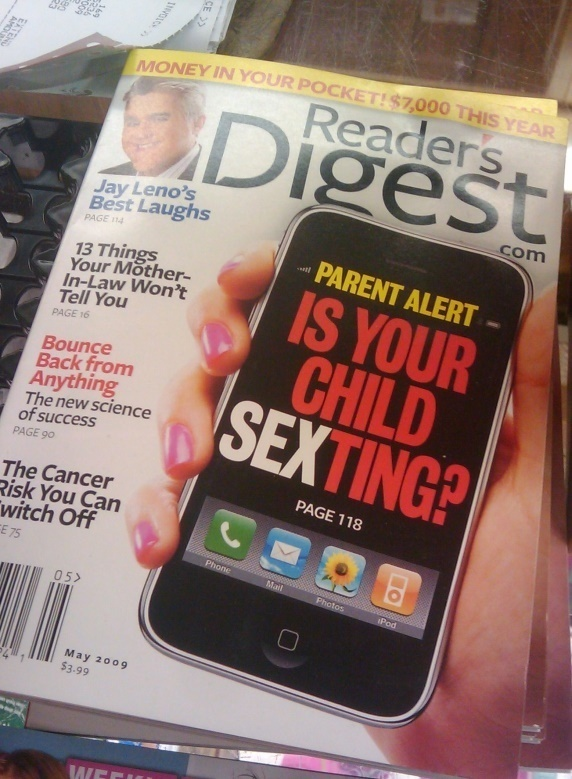 INVOICE >>
MONEY IN YOUR POCKET! $7,000 THIS YEAR
Reader's
Digest
.com
Jay Leno's
Best Laughs
PAGE 114
13 Things
Your Mother-
In-Law Won't
Tell You
PAGE 16
Bounce
Back from
Anything
The new science
of success
PAGE 90
The Cancer
Risk You Can
Switch Off
75
PARENT ALERT
IS YOUR
CHILD
SEXTING?
PAGE 118
Phone
Mail
Photos
iPod
05>
May 2009
$3.99